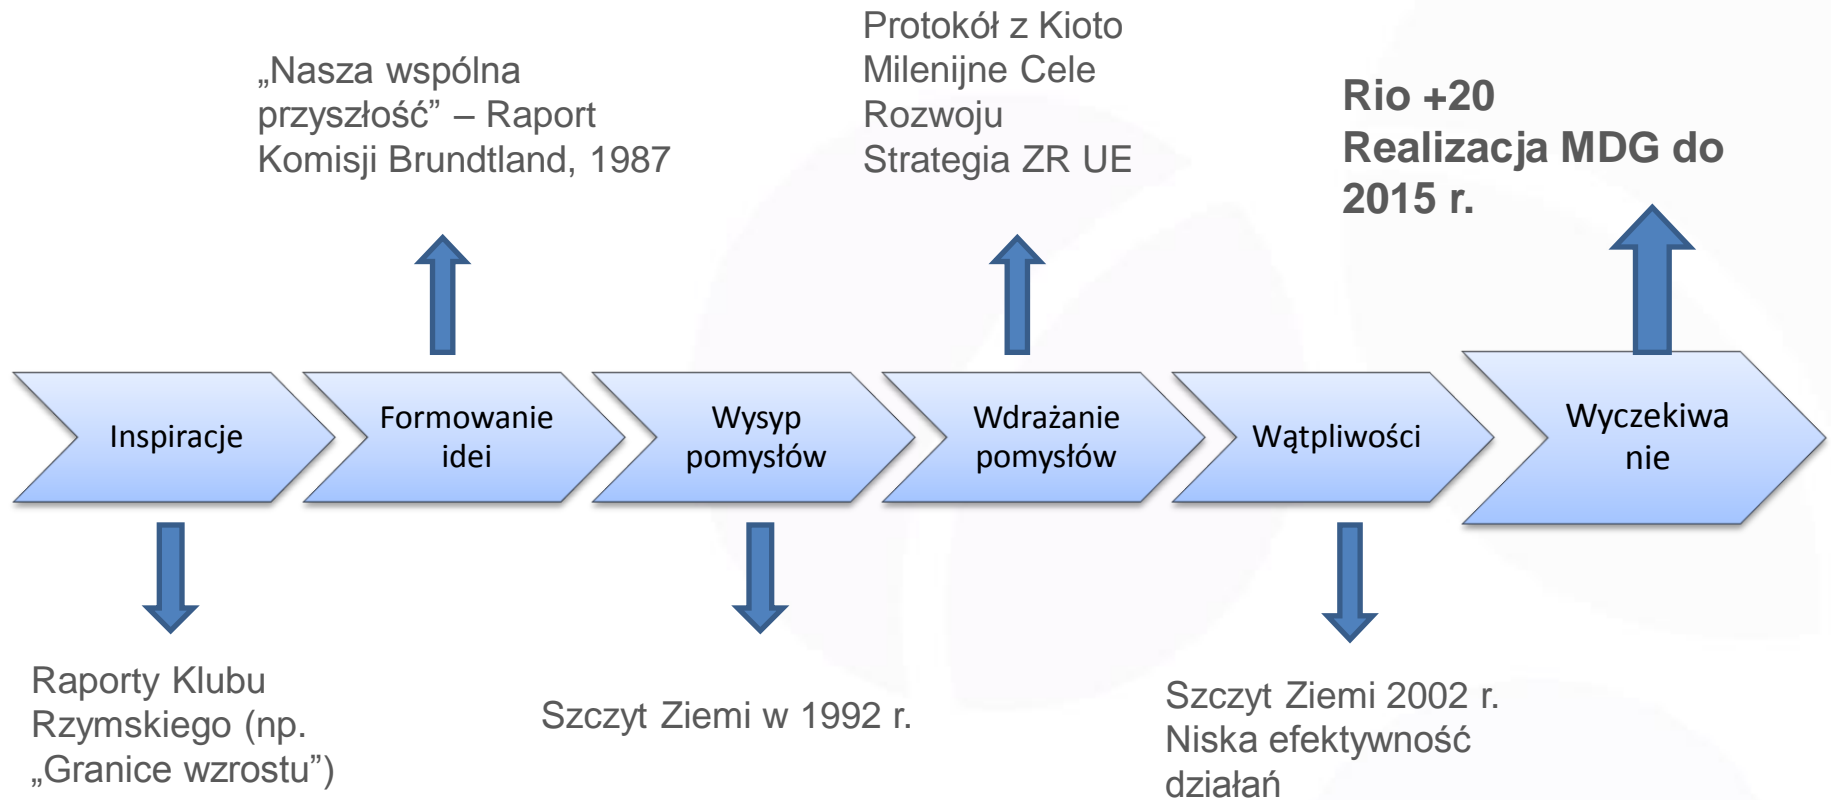 „Nasza wspólna
przyszłość” – Raport
Komisji Brundtland, 1987
Protokół z Kioto
Milenijne Cele
Rozwoju
Strategia ZR UE
Rio +20
Realizacja MDG do
2015 r.
Inspiracje
Formowanie
idei
Wysyp
pomysłów
Wdrażanie
pomysłów
Wątpliwości
Wyczekiwa
nie
Raporty Klubu
Rzymskiego (np.
„Granice wzrostu”)
Szczyt Ziemi w 1992 r.
Szczyt Ziemi 2002 r.
Niska efektywność
działań